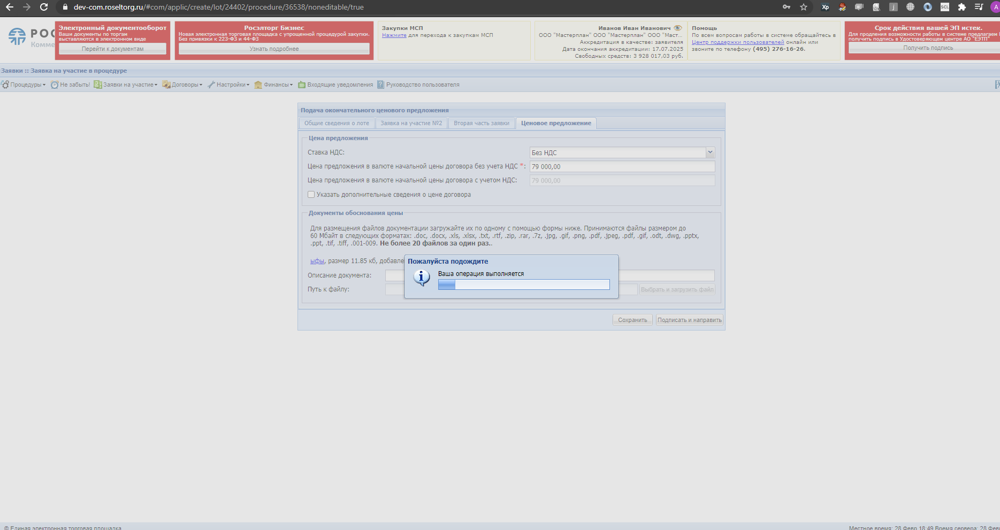 dev-com.roseltorg.ru/#com/applic/create/lot/24402/procedure/36538/noneditable/true
Xp
SCL
A
РОС
Комме
Электронный документооборот
Ваши документы по торгам
выставляются в электронном виде
Перейти к документам
Росэлторг Бизнес
Новая электронная торговая площадка с упрощенной процедурой закупки.
Без привязки к 223-ФЗ и 44-ФЗ
Узнать подробнее
Закупки МСП
Нажмите для перехода к закупкам МСП
Иванов Иван Иванович
ООО "Мастерплан" ООО "Мастерплан" ООО "Маст...
Аккредитация в качестве: заявителя
Дата окончания аккредитации: 17.07.2025
Свободных средств: 3 928 017,03 руб.
Помощь
По всем вопросам работы в системе обращайтесь в
Центр поддержки пользователей онлайн или
звоните по телефону (495) 276-16-26.
Срок действия вашей ЭП истек.
Для продления возможности работы в системе предлагаем
получить подпись в Удостоверяющем центре АО "ЕЭТП"
Получить подпись
Заявки :: Заявка на участие в процедуре
Процедуры Не забыть! Заявки на участие Договоры Настройки Финансы Входящие уведомления Руководство пользователя
Подача окончательного ценового предложения
Общие сведения о лоте Заявка на участие №2 Вторая часть заявки Ценовое предложение
Цена предложения
Ставка НДС: Без НДС
Цена предложения в валюте начальной цены договора без учета НДС *: 79 000,00
Цена предложения в валюте начальной цены договора с учетом НДС: 79 000,00
Указать дополнительные сведения о цене договора
Документы обоснования цены
Для размещения файлов документации загружайте их по одному с помощью формы ниже. Принимаются файлы размером до
60 Мбайт в следующих форматах: .doc, .docx, .xls, .xlsx, .txt, .rtf, .zip, .rar, .7z, .jpg, .gif, .png, .pdf, .jpeg, .pdf, .gif, .odt, .dwg, .pptx,
.ppt, .tif, .tiff, .001-009. Не более 20 файлов за один раз..
ыфы, размер 11.85 кб, добавле
Пожалуйста подождите
Ваша операция выполняется
Описание документа:
Путь к файлу:
Выбрать и загрузить файл
Сохранить Подписать и направить
© Единая электронная торговая площадка
Местное время: 28 Февр 18:49 Время сервера: 28 Фев